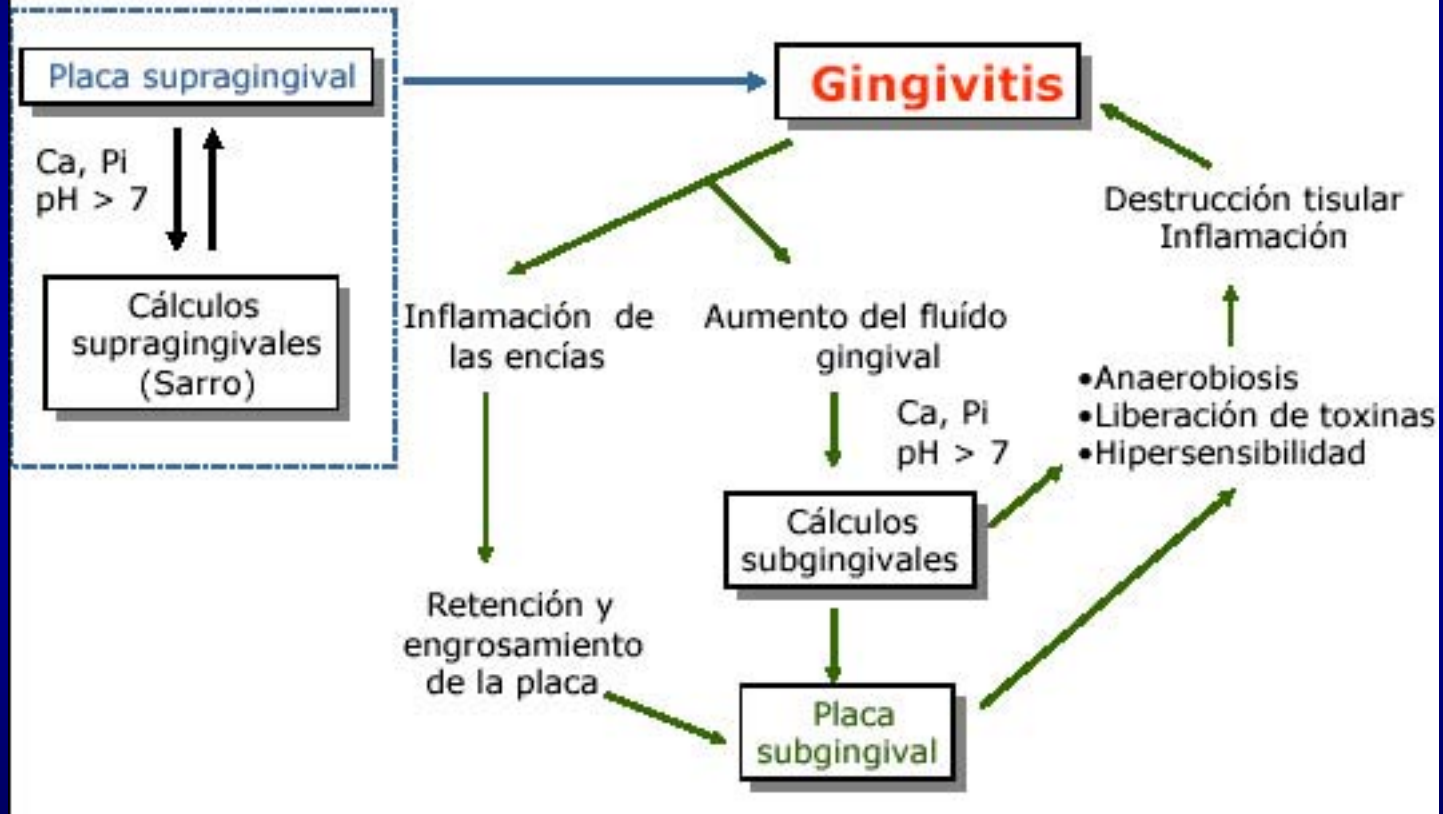 Placa supragingival
Gingivitis
Ca, Pi
pH > 7
Cálculos
supragingivales
(Sarro)
Inflamación de
las encías
Aumento del fluído
gingival
Destrucción tisular
Inflamación
Ca, Pi
pH > 7
•Anaerobiosis
•Liberación de toxinas
•Hipersensibilidad
Cálculos
subgingivales
Retención y
engrosamiento
de la placa
Placa
subgingival